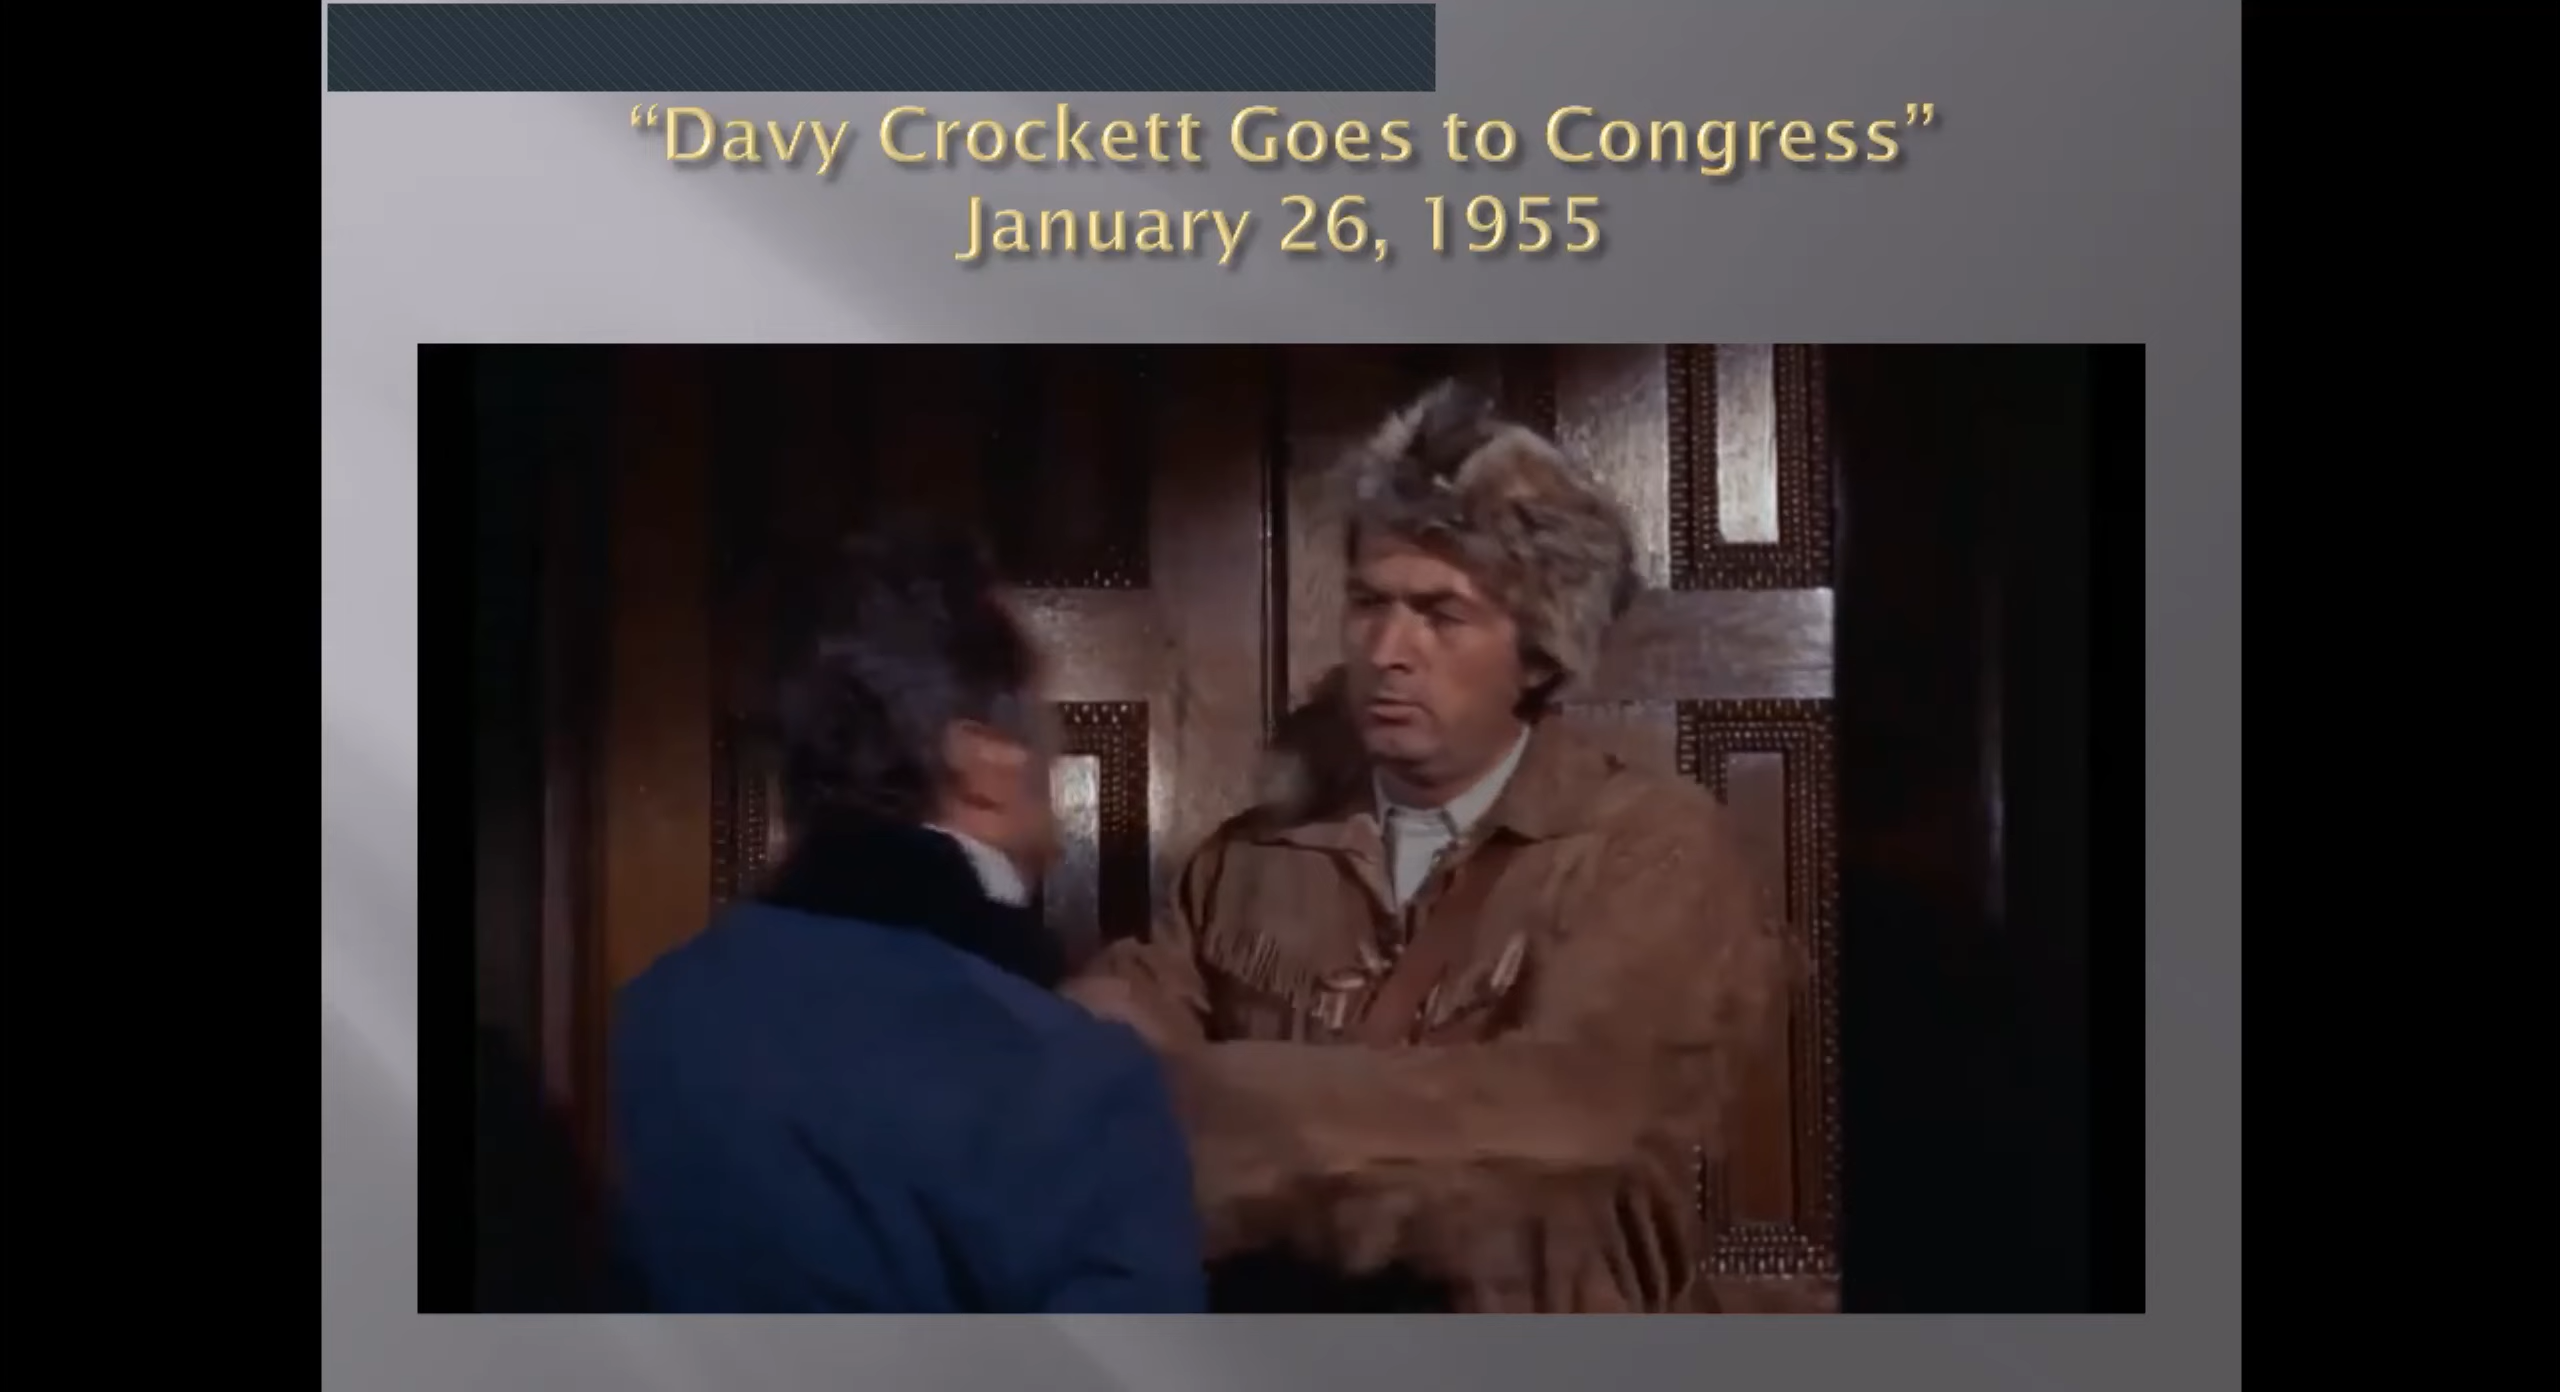 “Davy Crockett Goes to Congress”
January 26, 1955